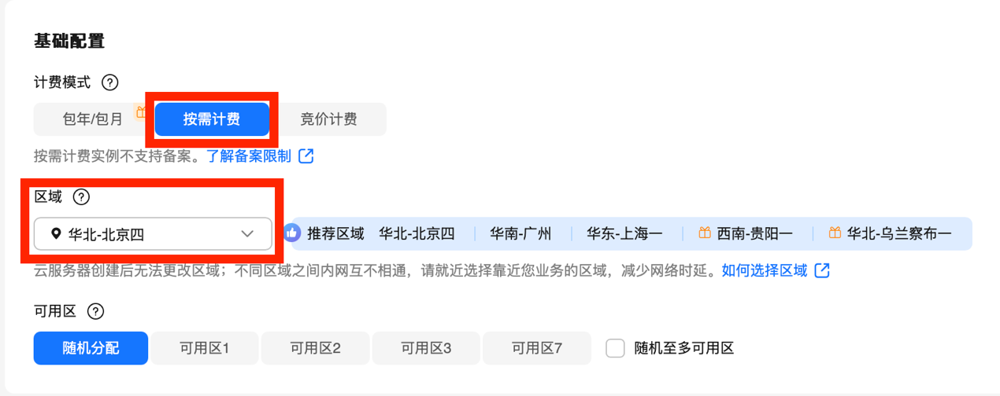 基础配置
计费模式 ?
包年/包月 按需计费 竞价计费
按需计费实例不支持备案。了解备案限制
区域 ?
华北-北京四 推荐区域 华北-北京四 华南-广州 华东-上海一 西南-贵阳一 华北-乌兰察布一
云服务器创建后无法更改区域；不同区域之间内网互不相通，请就近选择靠近您业务的区域，减少网络时延。如何选择区域
可用区 ?
随机分配 可用区1 可用区2 可用区3 可用区7 随机至多可用区